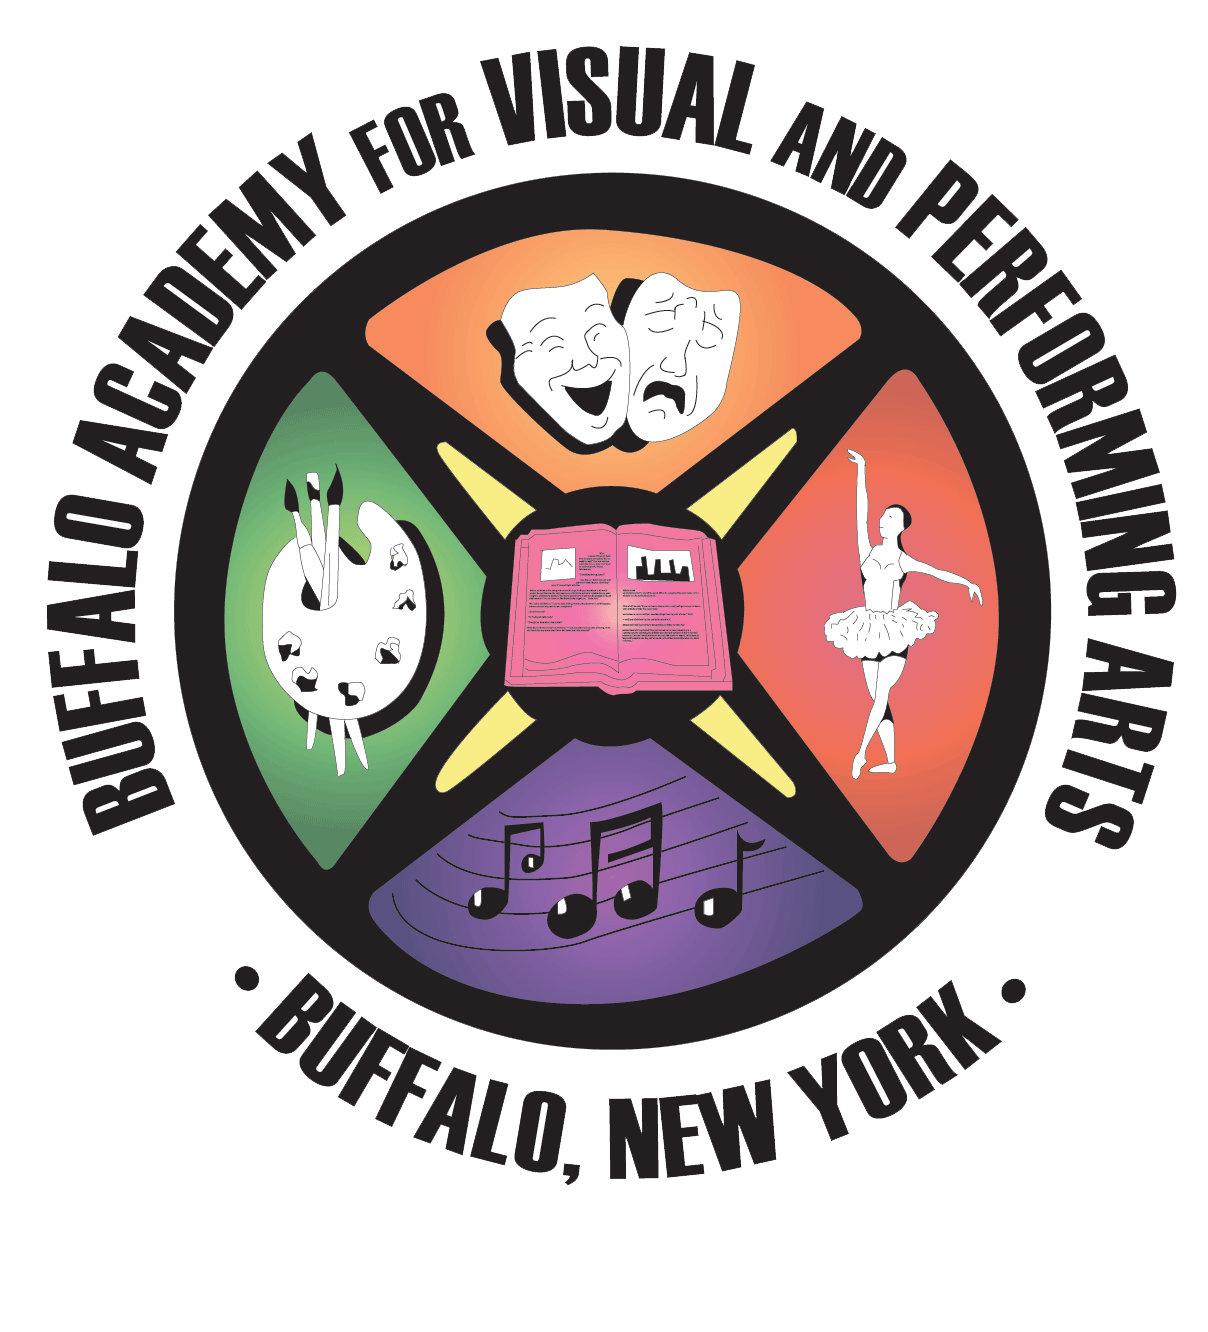 BUFFALO ACADEMY FOR VISUAL AND PERFORMING ARTS
• BUFFALO, NEW YORK •